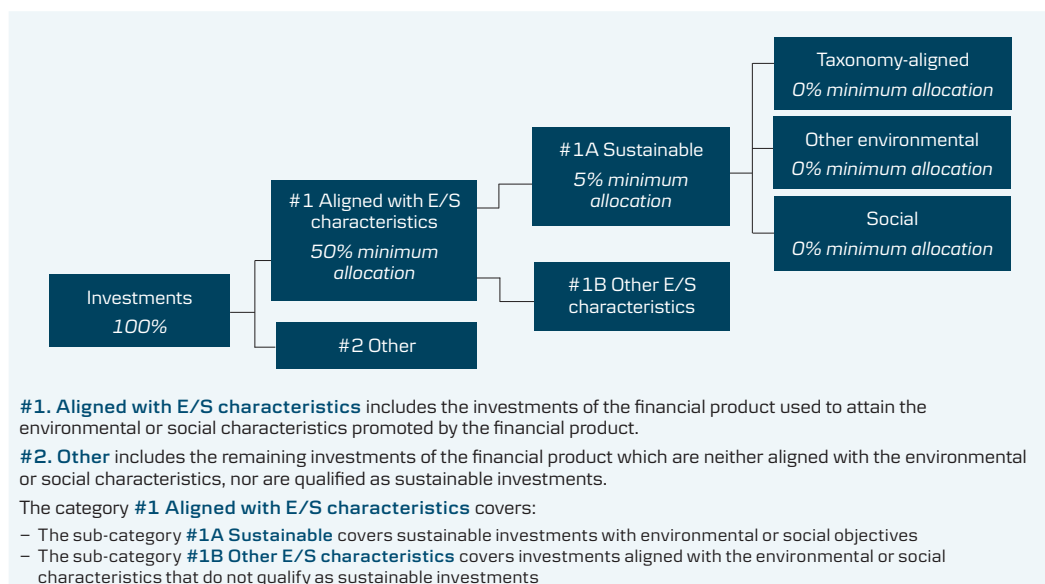 Taxonomy-aligned
0% minimum allocation
Other environmental
0% minimum allocation
Social
0% minimum allocation
#1A Sustainable
5% minimum
allocation
#1 Aligned with E/S
characteristics
50% minimum
allocation
#1B Other E/S
characteristics
Investments
100%
#2 Other
#1. Aligned with E/S characteristics includes the investments of the financial product used to attain the
environmental or social characteristics promoted by the financial product.
#2. Other includes the remaining investments of the financial product which are neither aligned with the environmental
or social characteristics, nor are qualified as sustainable investments.
The category #1 Aligned with E/S characteristics covers:
– The sub-category #1A Sustainable covers sustainable investments with environmental or social objectives
– The sub-category #1B Other E/S characteristics covers investments aligned with the environmental or social
characteristics that do not qualify as sustainable investments